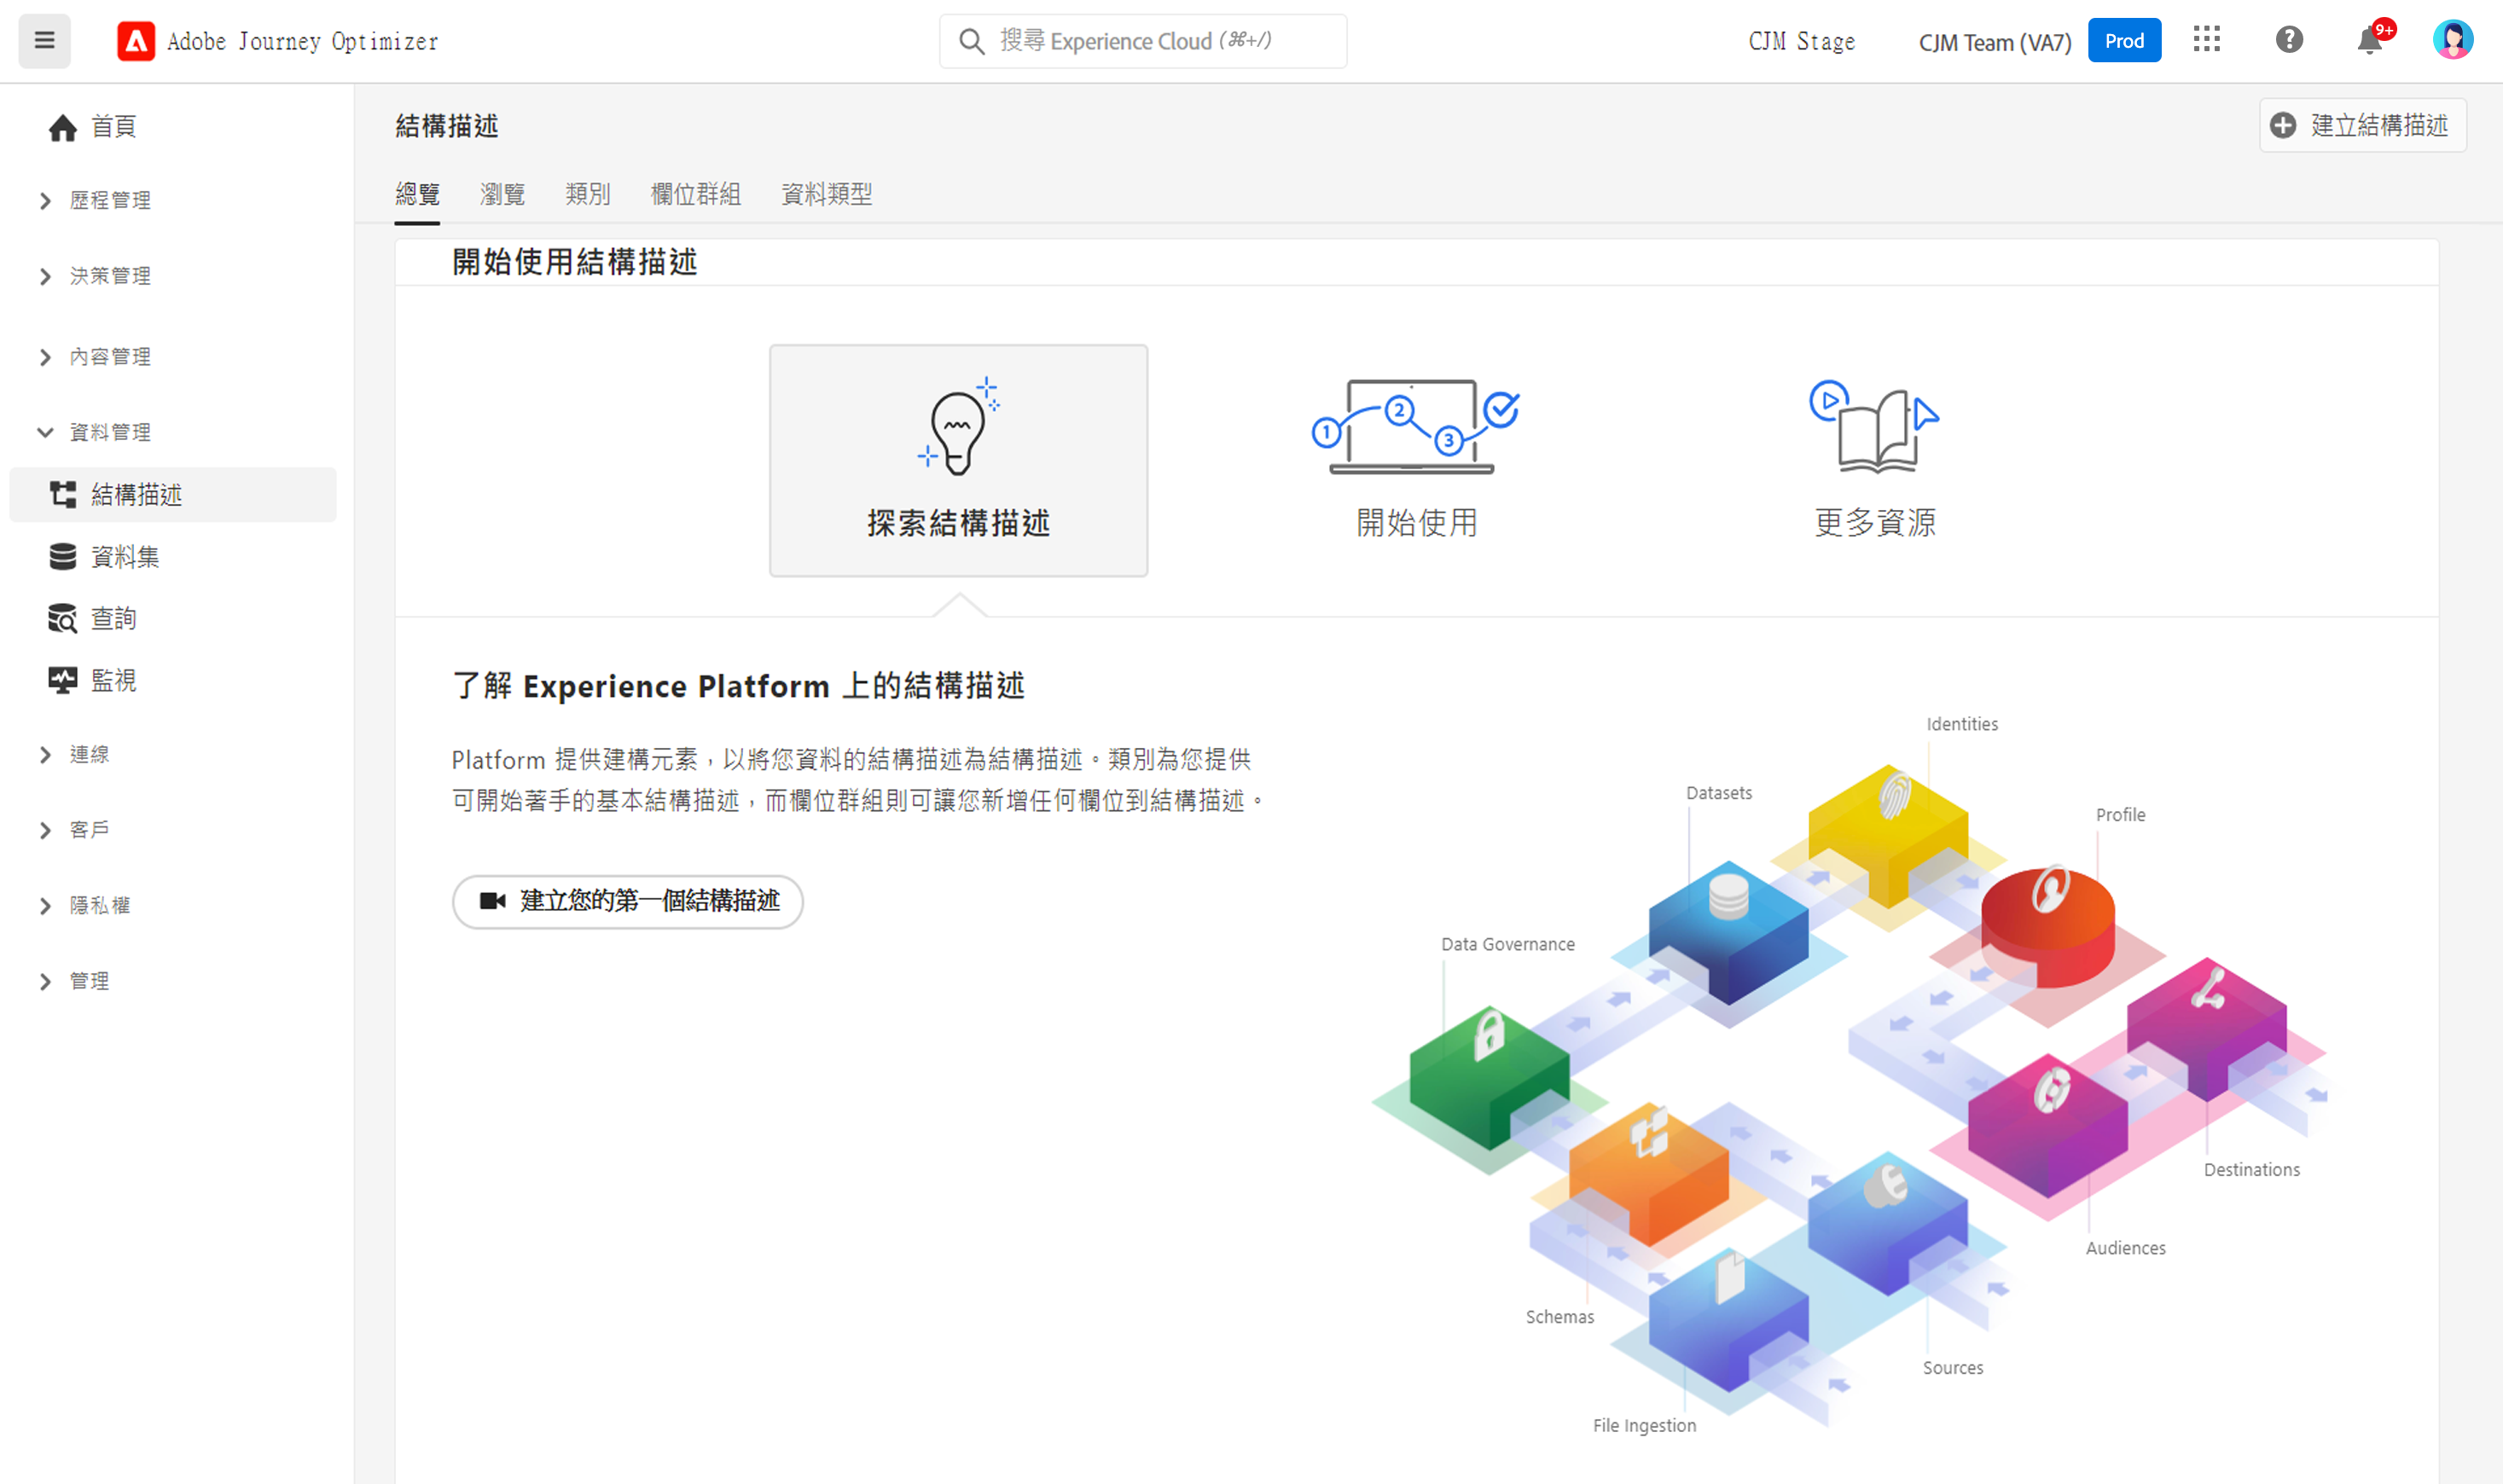 Adobe Journey Optimizer
搜尋 Experience Cloud (⌘+/)
CJM Stage
CJM Team (VA7)
Prod
9+
首頁
歷程管理
決策管理
內容管理
資料管理
結構描述
資料集
查詢
監視
連線
客戶
隱私權
管理
結構描述
建立結構描述
總覽 瀏覽 類別 欄位群組 資料類型
開始使用結構描述
1 2 3
探索結構描述
開始使用
更多資源
了解 Experience Platform 上的結構描述
Platform 提供建構元素，以將您資料的結構描述為結構描述。類別為您提供
可開始著手的基本結構描述，而欄位群組則可讓您新增任何欄位到結構描述。
建立您的第一個結構描述
Identities
Datasets
Profile
Data Governance
Destinations
Audiences
Schemas
Sources
File Ingestion